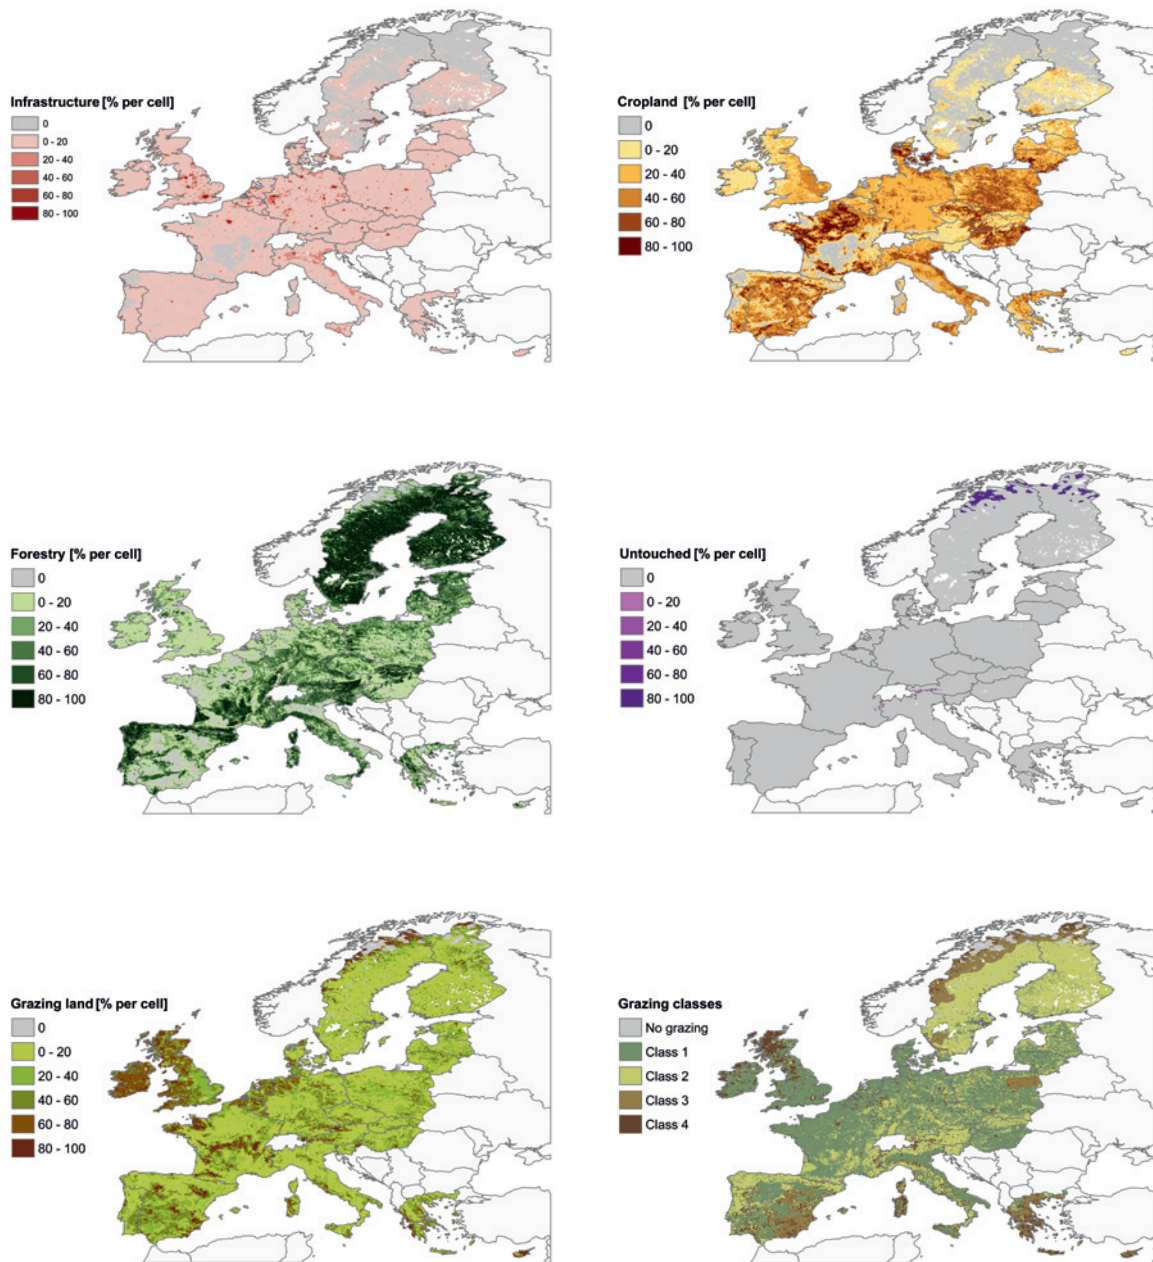 Infrastructure [% per cell]
0
0 - 20
20 - 40
40 - 60
60 - 80
80 - 100
Cropland [% per cell]
0
0 - 20
20 - 40
40 - 60
60 - 80
80 - 100
Forestry [% per cell]
0
0 - 20
20 - 40
40 - 60
60 - 80
80 - 100
Untouched [% per cell]
0
0 - 20
20 - 40
40 - 60
60 - 80
80 - 100
Grazing land [% per cell]
0
0 - 20
20 - 40
40 - 60
60 - 80
80 - 100
Grazing classes
No grazing
Class 1
Class 2
Class 3
Class 4